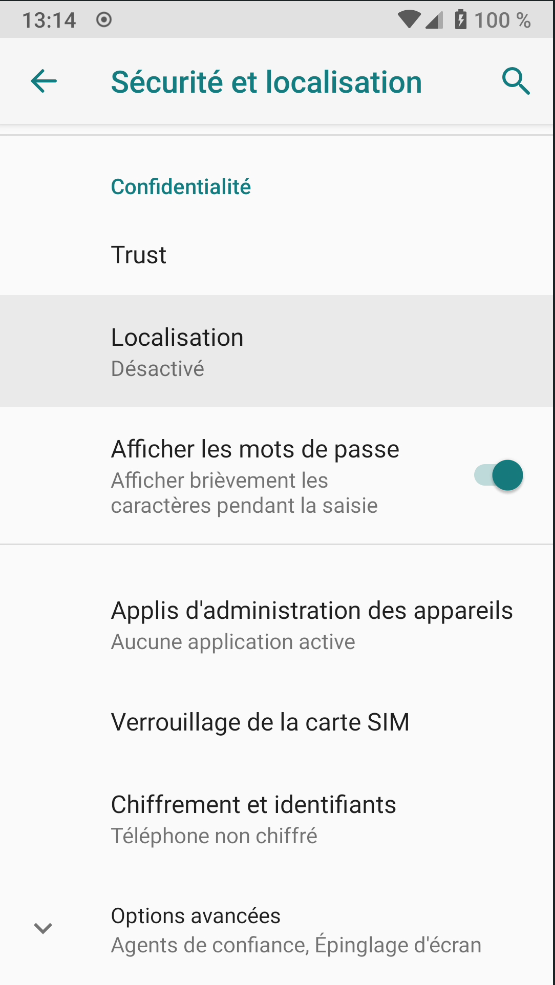 13:14
100 %
Sécurité et localisation
Confidentialité
Trust
Localisation
Désactivé
Afficher les mots de passe
Afficher brièvement les
caractères pendant la saisie
Applis d'administration des appareils
Aucune application active
Verrouillage de la carte SIM
Chiffrement et identifiants
Téléphone non chiffré
Options avancées
Agents de confiance, Épinglage d'écran